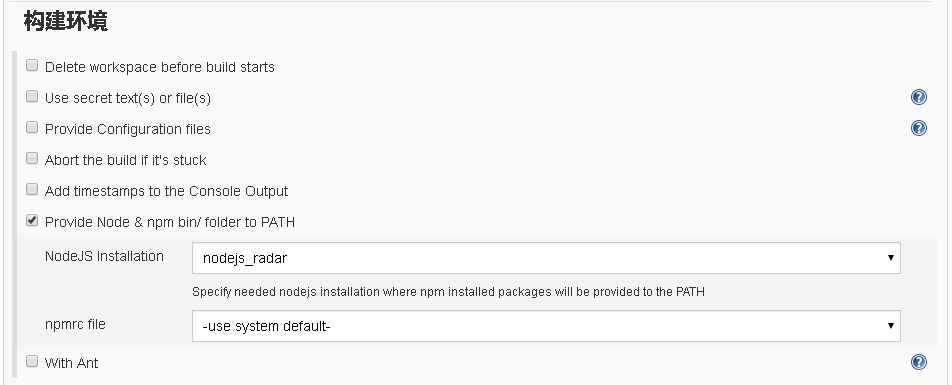 构建环境
Delete workspace before build starts
Use secret text(s) or file(s)
Provide Configuration files
Abort the build if it's stuck
Add timestamps to the Console Output
Provide Node & npm bin/ folder to PATH
NodeJS Installation nodejs_radar
Specify needed nodejs installation where npm installed packages will be provided to the PATH
npmrc file -use system default-
With Ant